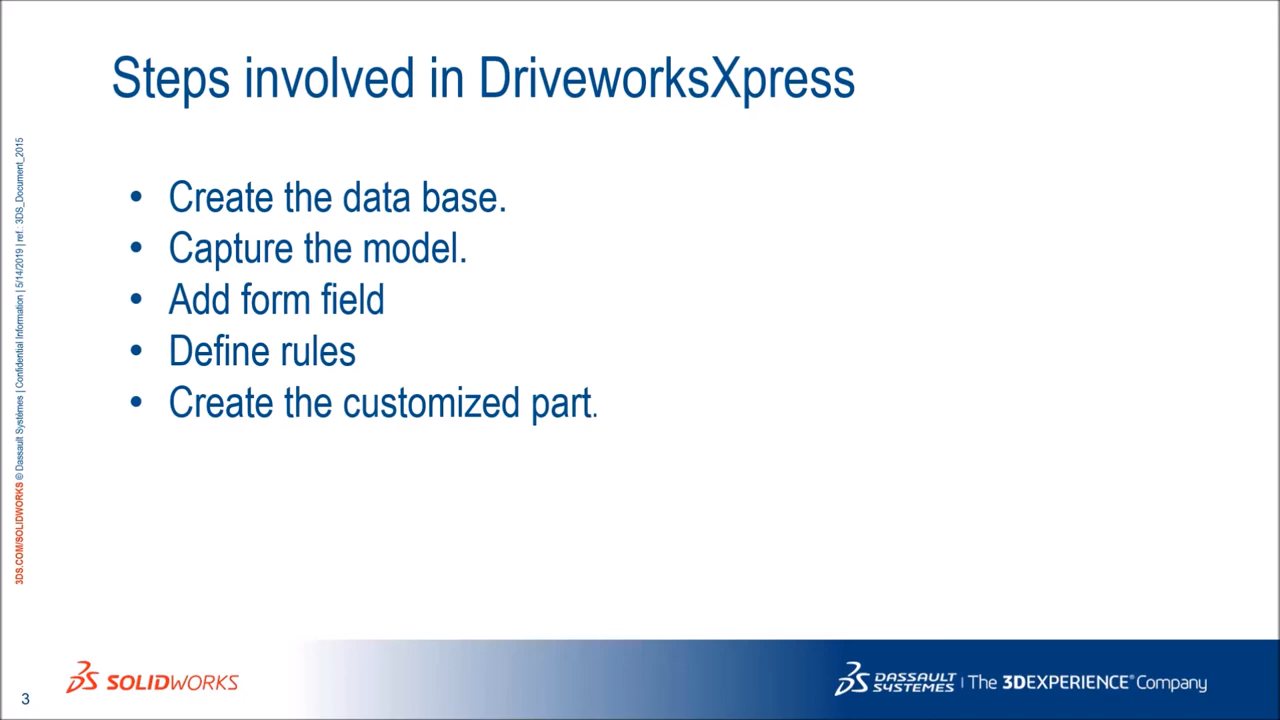 Steps involved in DriveworksXpress
3DS.COM/SOLIDWORKS © Dassault Systèmes | Confidential Information | 5/14/2019 | ref.: 3DS_Document_2015
• Create the data base.
• Capture the model.
• Add form field
• Define rules
• Create the customized part.
3
SOLIDWORKS
DASSAULT SYSTEMES | The 3DEXPERIENCE® Company